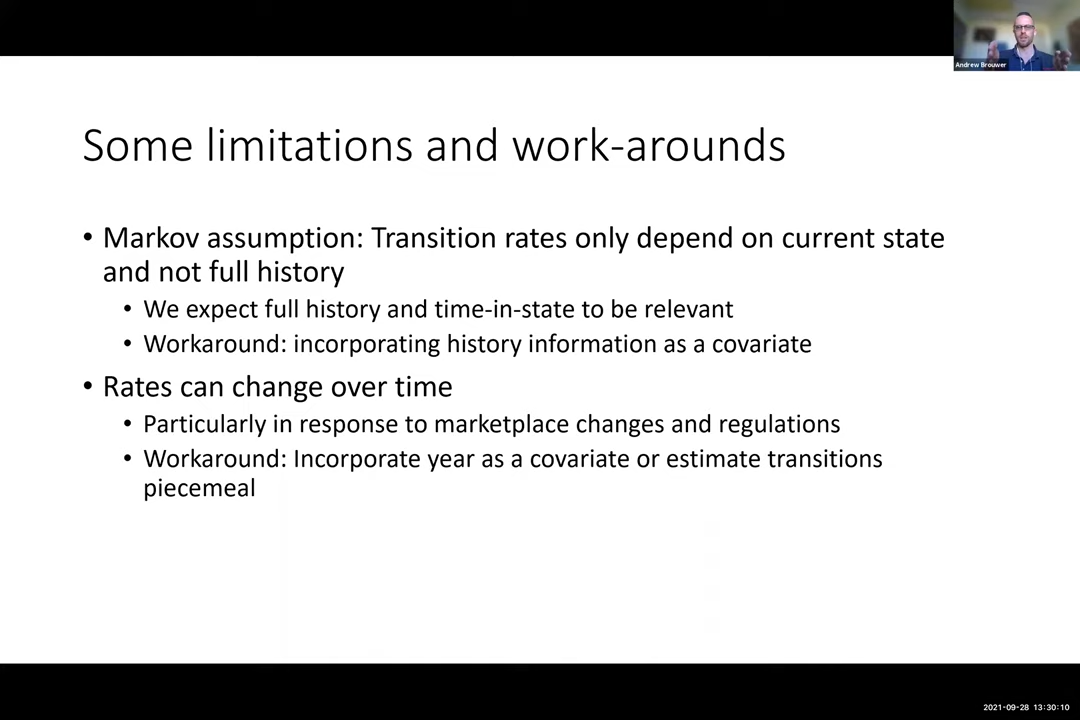 Andrew Brouwer
Some limitations and work-arounds
• Markov assumption: Transition rates only depend on current state
and not full history
• We expect full history and time-in-state to be relevant
• Workaround: incorporating history information as a covariate
• Rates can change over time
• Particularly in response to marketplace changes and regulations
• Workaround: Incorporate year as a covariate or estimate transitions
piecemeal
2021-09-28 13:30:10